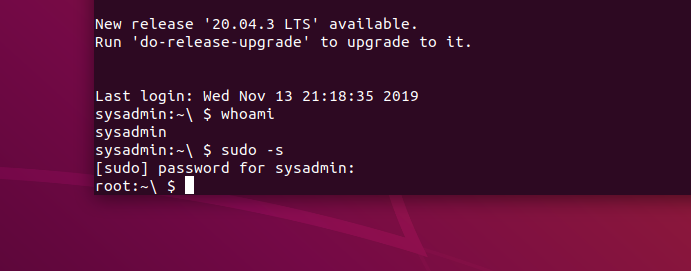 New release '20.04.3 LTS' available.
Run 'do-release-upgrade' to upgrade to it.
Last login: Wed Nov 13 21:18:35 2019
sysadmin:~\ $ whoami
sysadmin
sysadmin:~\ $ sudo -s
[sudo] password for sysadmin:
root:~\ $